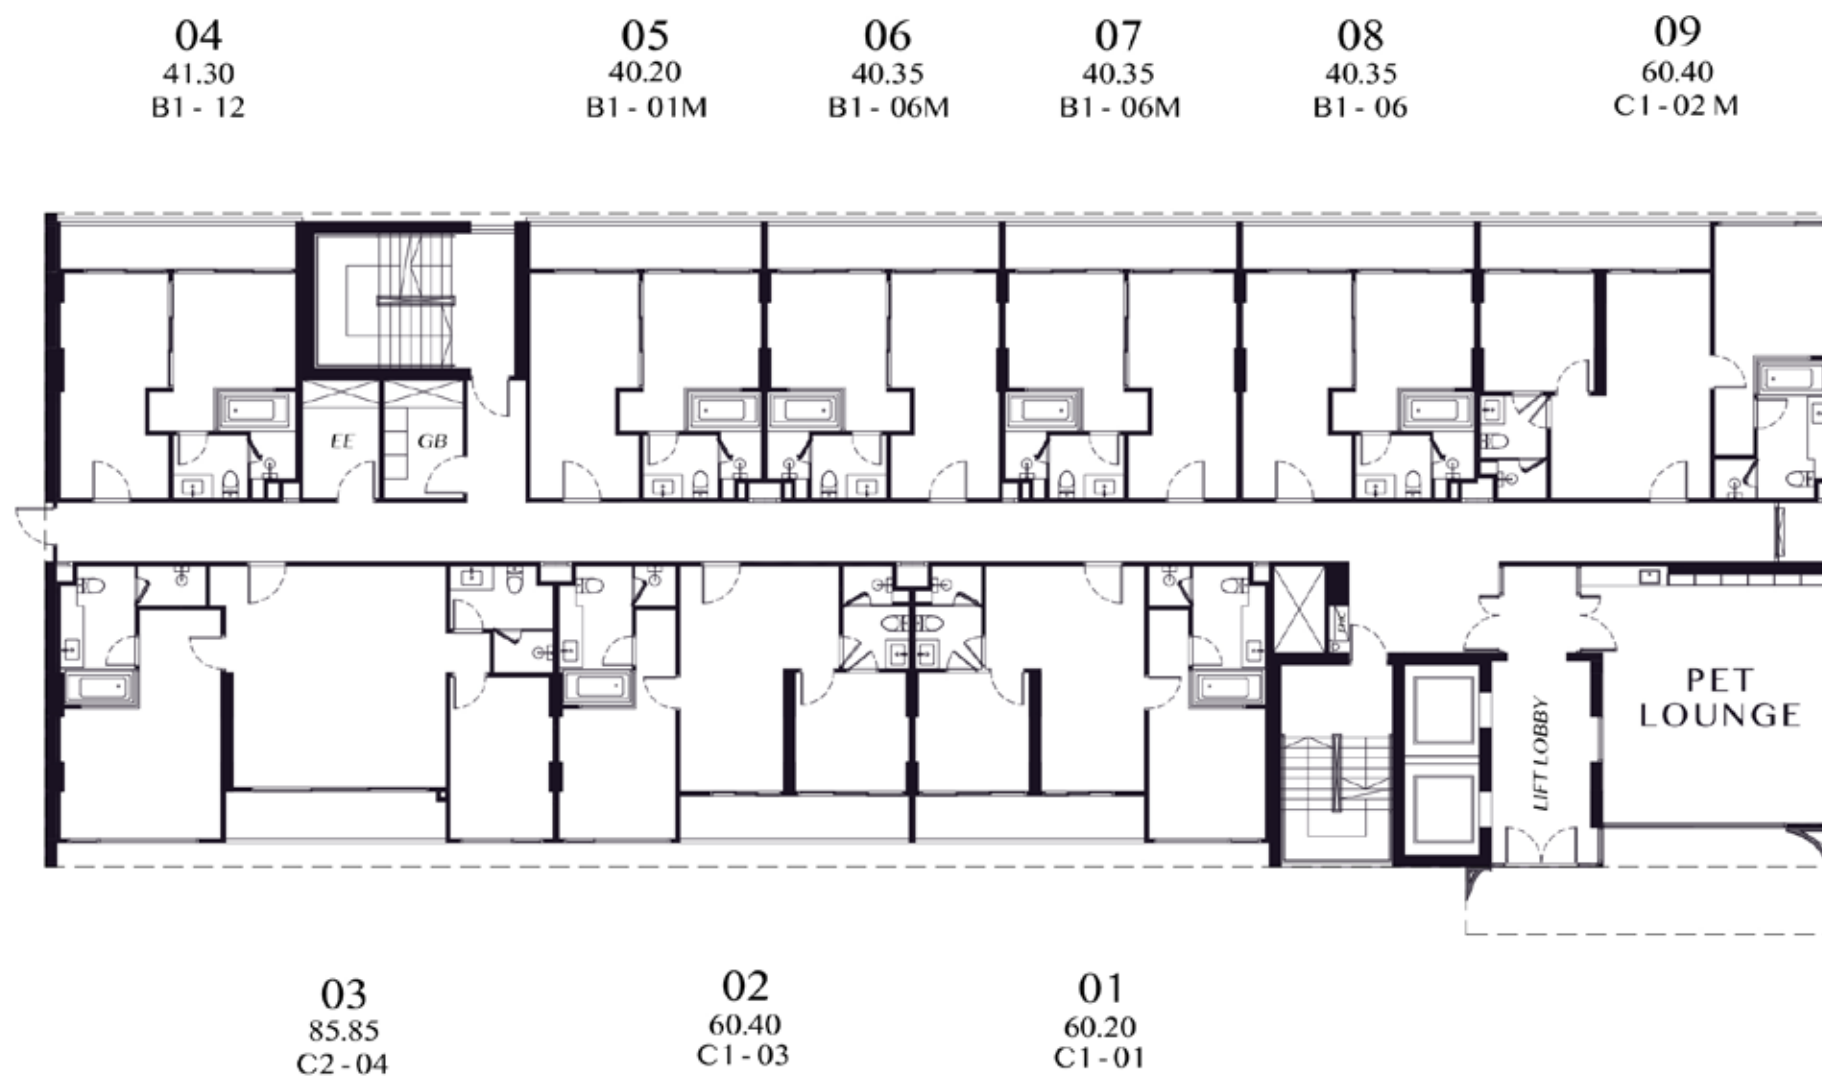 04
41.30
B1 - 12
05
40.20
B1 - 01M
06
40.35
B1 - 06M
07
40.35
B1 - 06M
08
40.35
B1 - 06
09
60.40
C1 - 02 M
EE
GB
PET
LOUNGE
LIFT LOBBY
03
85.85
C2 - 04
02
60.40
C1 - 03
01
60.20
C1 - 01